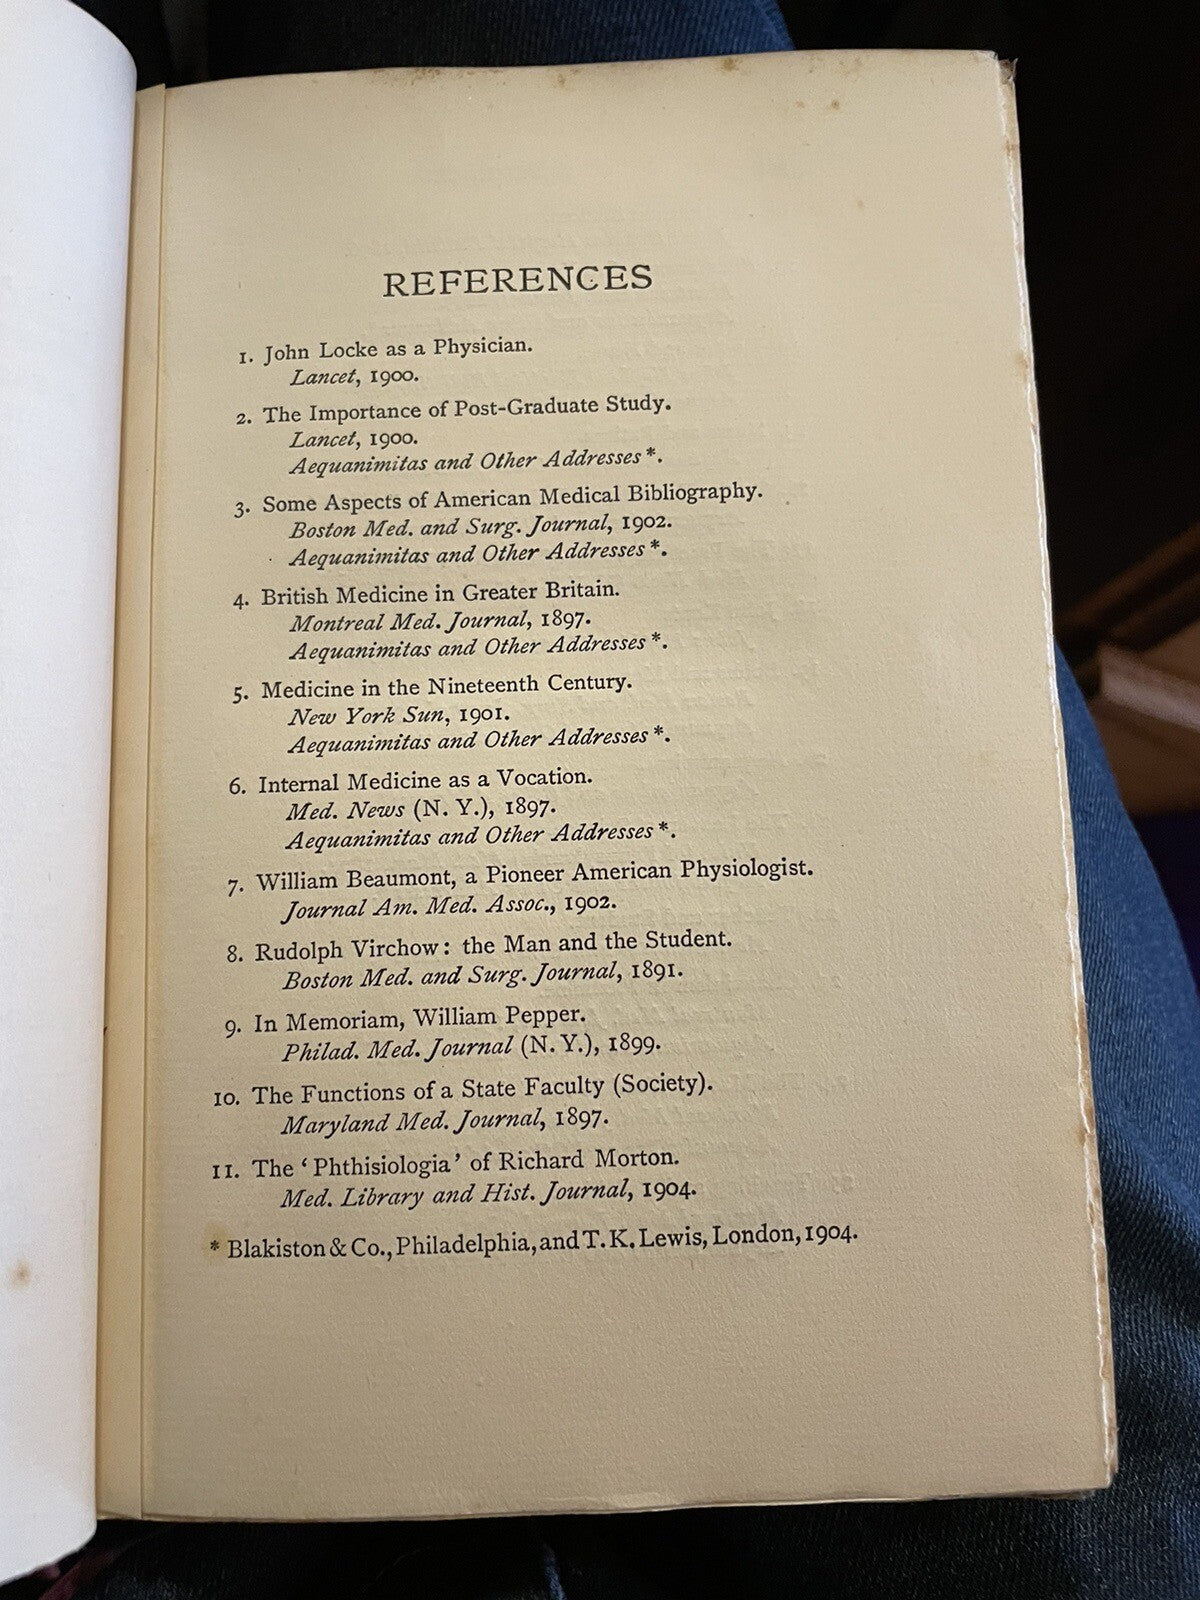 REFERENCES
1. John Locke as a Physician.
Lancet, 1900.
2. The Importance of Post-Graduate Study.
Lancet, 1900.
Aequanimitas and Other Addresses*.
3. Some Aspects of American Medical Bibliography.
Boston Med. and Surg. Journal, 1902.
Aequanimitas and Other Addresses*.
4. British Medicine in Greater Britain.
Montreal Med. Journal, 1897.
Aequanimitas and Other Addresses*.
5. Medicine in the Nineteenth Century.
New York Sun, 1901.
Aequanimitas and Other Addresses*.
6. Internal Medicine as a Vocation.
Med. News (N. Y.), 1897.
Aequanimitas and Other Addresses*.
7. William Beaumont, a Pioneer American Physiologist.
Journal Am. Med. Assoc., 1902.
8. Rudolph Virchow: the Man and the Student.
Boston Med. and Surg. Journal, 1891.
9. In Memoriam, William Pepper.
Philad. Med. Journal (N. Y.), 1899.
10. The Functions of a State Faculty (Society).
Maryland Med. Journal, 1897.
11. The ‘Phthisiologia’ of Richard Morton.
Med. Library and Hist. Journal, 1904.
* Blakiston & Co., Philadelphia, and T. K. Lewis, London, 1904.